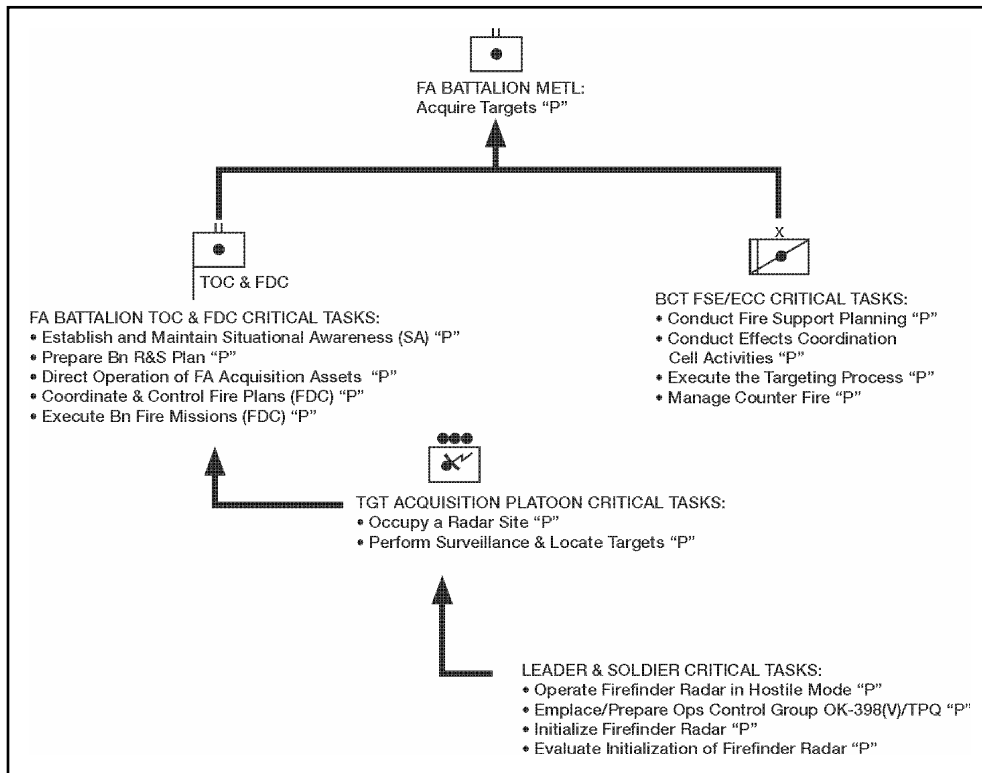 FA BATTALION METL:
Acquire Targets “P”
TOC & FDC
X
FA BATTALION TOC & FDC CRITICAL TASKS:
• Establish and Maintain Situational Awareness (SA) “P”
• Prepare Bn R&S Plan “P”
• Direct Operation of FA Acquisition Assets “P”
• Coordinate & Control Fire Plans (FDC) “P”
• Execute Bn Fire Missions (FDC) “P”
BCT FSE/ECC CRITICAL TASKS:
• Conduct Fire Support Planning “P”
• Conduct Effects Coordination
Cell Activities “P”
• Execute the Targeting Process “P”
• Manage Counter Fire “P”
TGT ACQUISITION PLATOON CRITICAL TASKS:
• Occupy a Radar Site “P”
• Perform Surveillance & Locate Targets “P”
LEADER & SOLDIER CRITICAL TASKS:
• Operate Firefinder Radar in Hostile Mode “P”
• Emplace/Prepare Ops Control Group OK-398(V)/TPQ “P”
• Initialize Firefinder Radar “P”
• Evaluate Initialization of Firefinder Radar “P”